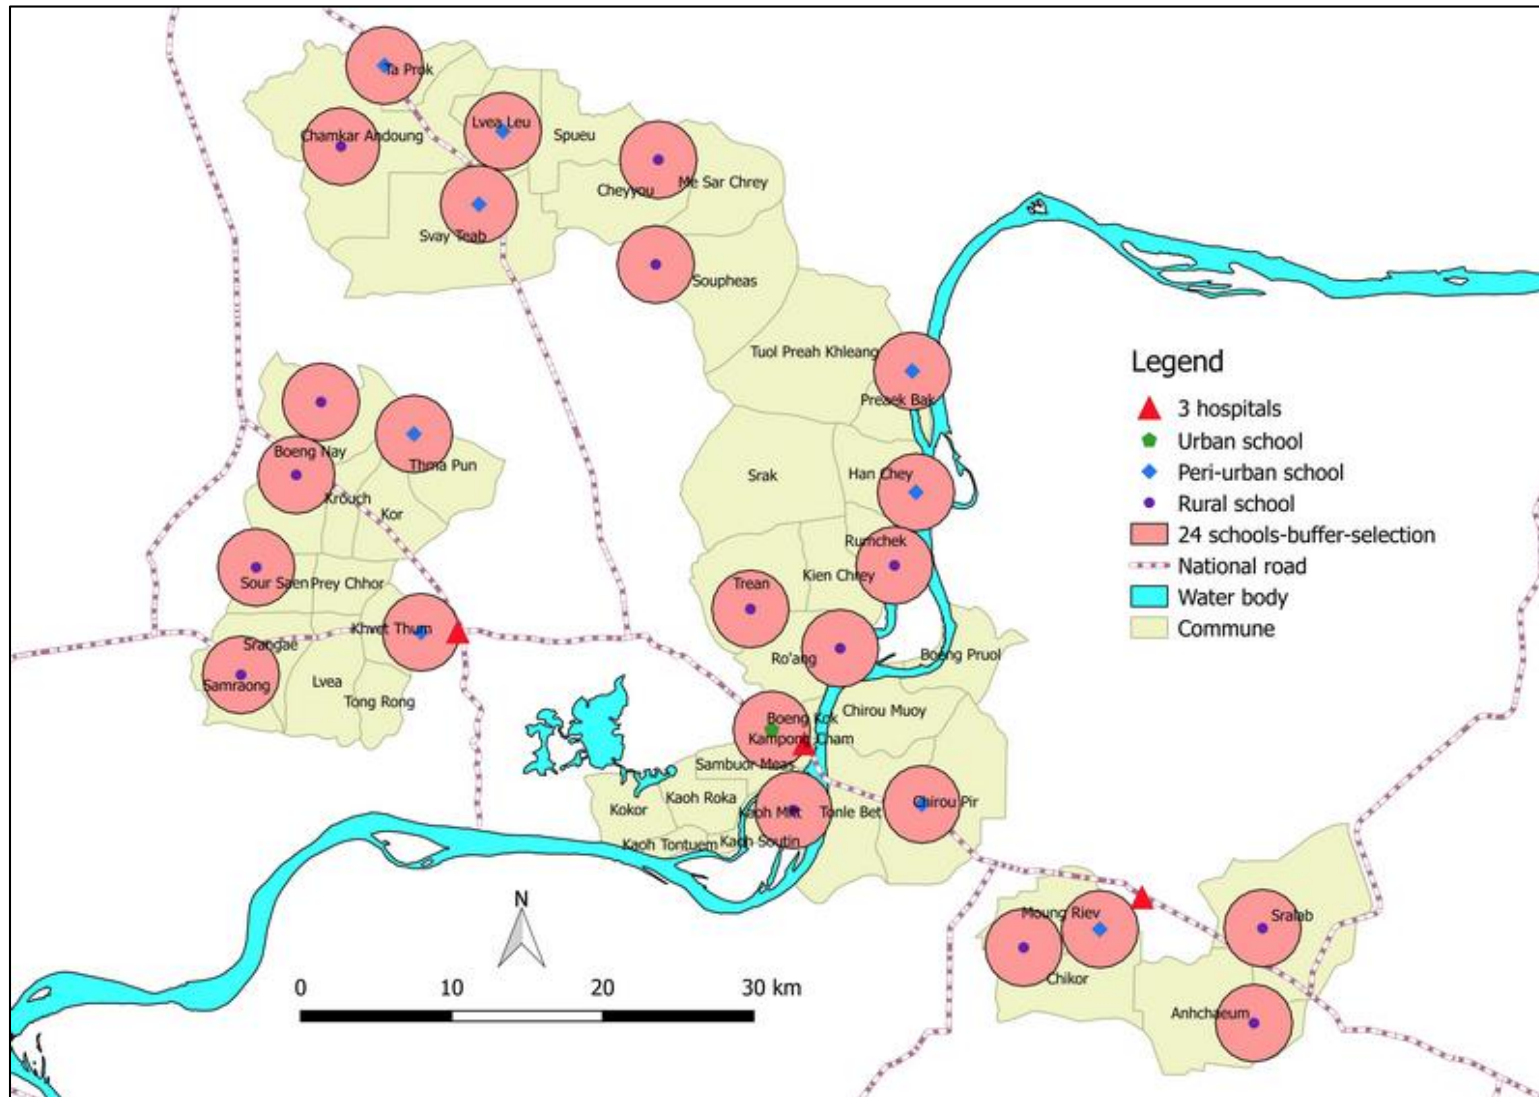 Ta Prok
Lvea Leu
Chamkar Andoung
Spueu
Me Sar Chrey
Cheyyou
Svay Teab
Soupheas
Tuol Preah Khleang
Preaek Bak
Legend
3 hospitals
Urban school
Peri-urban school
Rural school
24 schools-buffer-selection
National road
Water body
Commune
Boeng Nay
Thma Pun
Krouch
Kor
Srak
Han Chey
Rumchek
Sour Saen
Prey Chhor
Trean
Kien Chrey
Khvet Thum
Srangae
Samraong
Lvea
Tong Rong
Ro'ang
Boeng Pruol
Boeng Kok
Chirou Muoy
Kampong Cham
Sambuor Meas
Kokor
Kaoh Roka
Kaoh Mitt
Tonle Bet
Chirou Pir
Kaoh Tontuem
Kaoh Soutin
Moung Riev
Sralab
Chikor
Anhchaeum
N
0 10 20 30 km